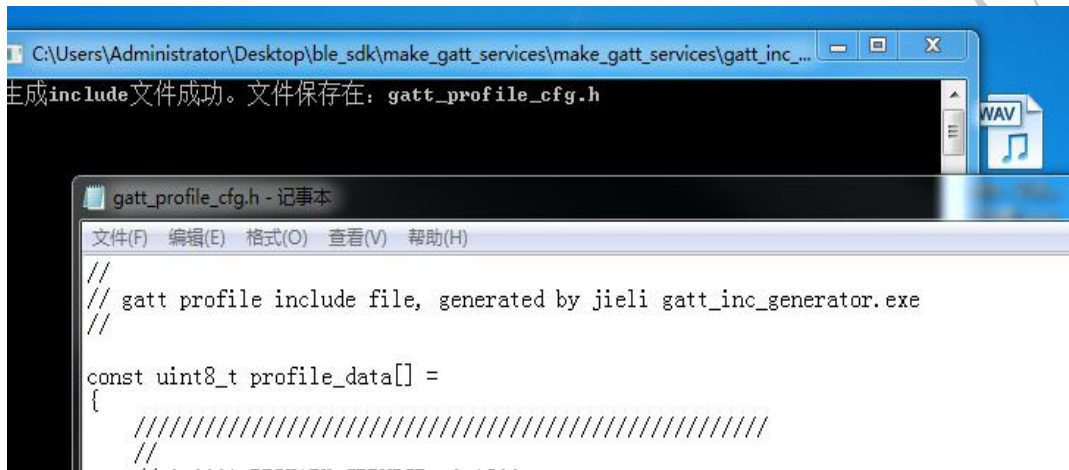 C:\Users\Administrator\Desktop\ble_sdk\make_gatt_services\make_gatt_services\gatt_inc_...
生成include文件成功。文件保存在：gatt_profile_cfg.h
WAV
gatt_profile_cfg.h - 记事本
文件(F) 编辑(E) 格式(O) 查看(V) 帮助(H)
//
// gatt profile include file, generated by jieli gatt_inc_generator.exe
//
const uint8_t profile_data[] =
{
//////////////////////////////////////////////////////
//